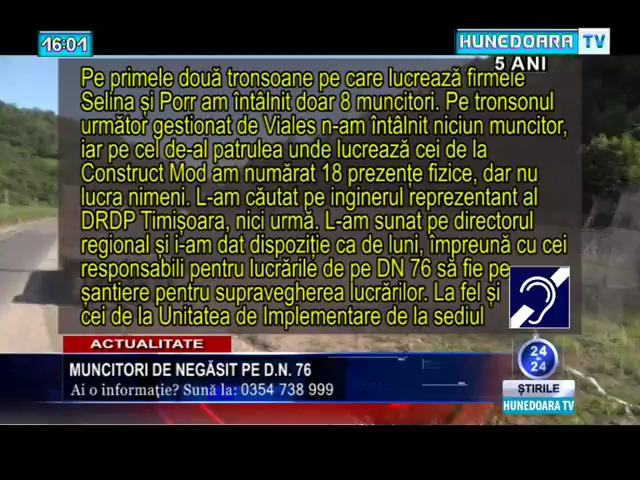 16:01
HUNEDOARA TV
5 ANI
Pe primele două tronsoane pe care lucrează firmele
Selina și Porr am întâlnit doar 8 muncitori. Pe tronsonul
următor gestionat de Viales n-am întâlnit niciun muncitor,
iar pe cel de-al patrulea unde lucrează cei de la
Construct Mod am numărat 18 prezențe fizice, dar nu
lucra nimeni. L-am căutat pe inginerul reprezentant al
DRDP Timișoara, nici urmă. L-am sunat pe directorul
regional și i-am dat dispoziție ca de luni, împreună cu cei
responsabili pentru lucrările de pe DN 76 să fie pe
șantiere pentru supravegherea lucrărilor. La fel și
cei de la Unitatea de Implementare de la sediul
ACTUALITATE
MUNCITORI DE NEGĂSIT PE D.N. 76
Ai o informație? Sună la: 0354 738 999
24
din
24
ȘTIRILE
HUNEDOARA TV